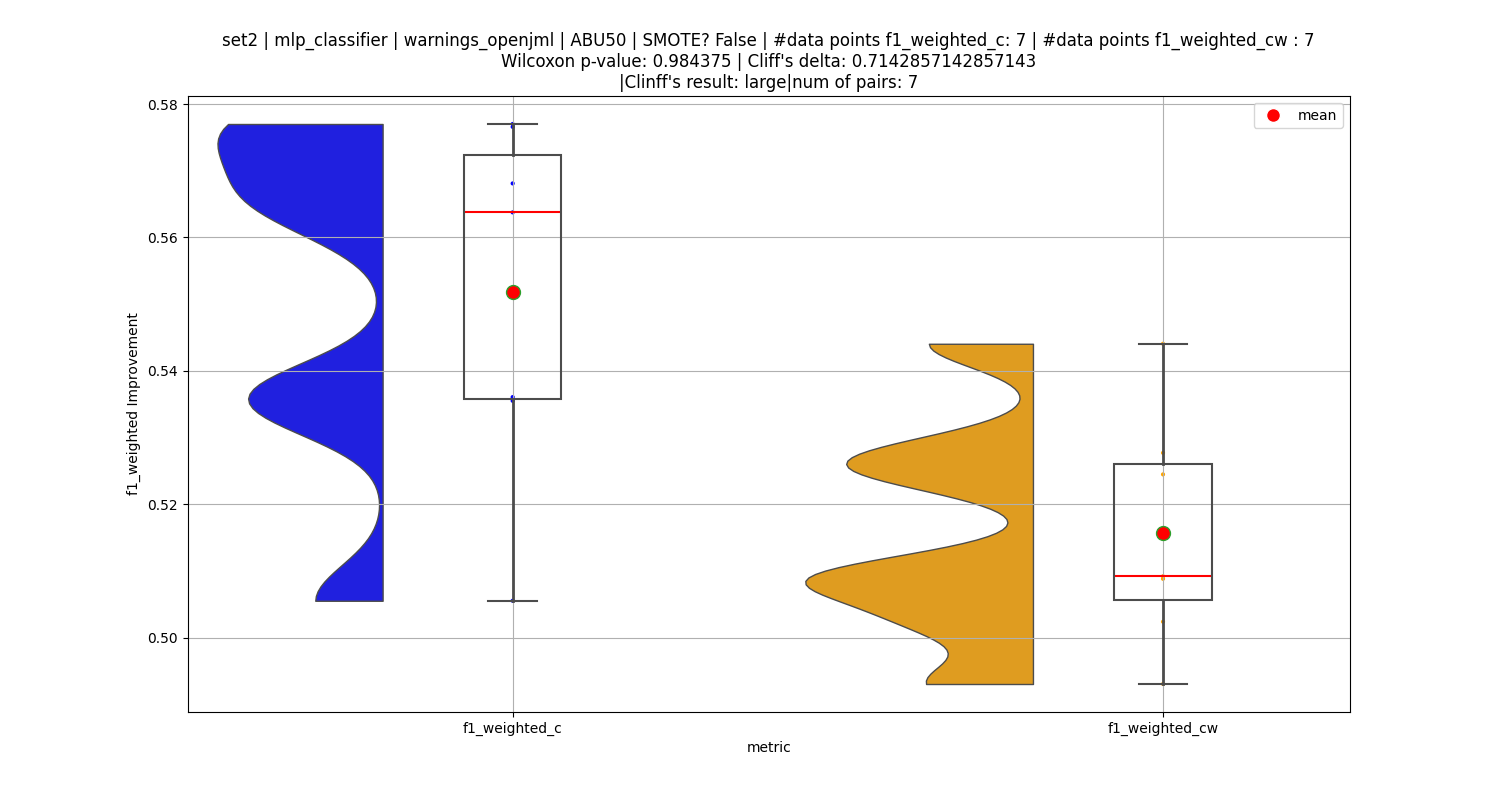 set2 | mlp_classifier | warnings_openjml | ABU50 | SMOTE? False | #data points f1_weighted_c: 7 | #data points f1_weighted_cw : 7
Wilcoxon p-value: 0.984375 | Cliff's delta: 0.7142857142857143
|Clinff's result: large|num of pairs: 7
mean
0.58
0.56
0.54
0.52
0.50
f1_weighted Improvement
f1_weighted_c
f1_weighted_cw
metric